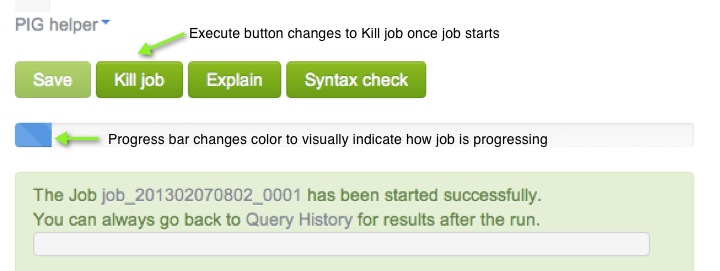 PIG helper
Execute button changes to Kill job once job starts
Save Kill job Explain Syntax check
Progress bar changes color to visually indicate how job is progressing
The Job job_201302070802_0001 has been started successfully.
You can always go back to Query History for results after the run.